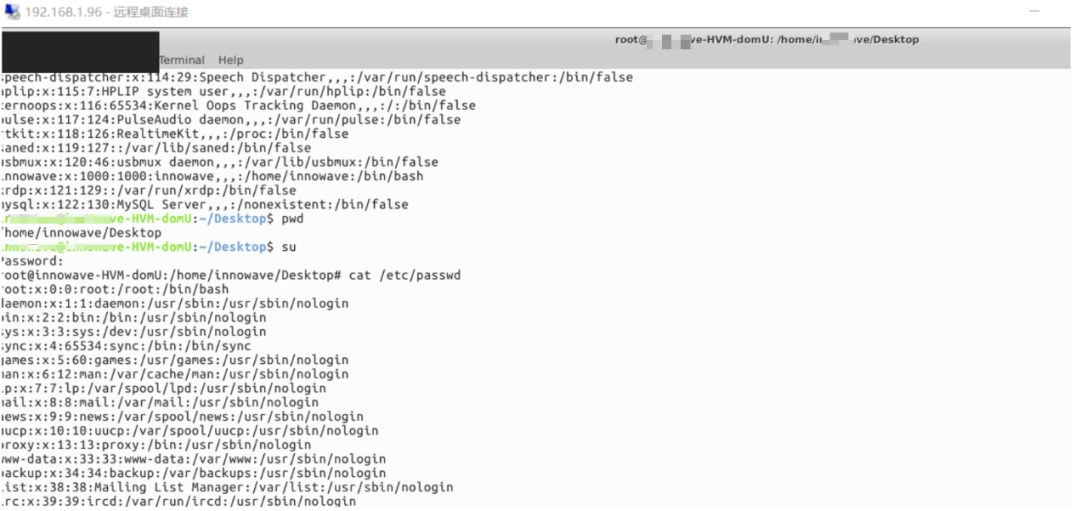 192.168.1.96 - 远程桌面连接
root@ ve-HVM-domU: /home/i ve/Desktop
Terminal Help
speech-dispatcher:x:114:29:Speech Dispatcher,,,:/var/run/speech-dispatcher:/bin/false
hplip:x:115:7:HPLIP system user,,,:/var/run/hplip:/bin/false
kernoops:x:116:65534:Kernel Oops Tracking Daemon,,,:/:/bin/false
pulse:x:117:124:PulseAudio daemon,,,:/var/run/pulse:/bin/false
rtkit:x:118:126:RealtimeKit,,,:/proc:/bin/false
saned:x:119:127::/var/lib/saned:/bin/false
usbmux:x:120:46:usbmux daemon,,,:/var/lib/usbmux:/bin/false
innowave:x:1000:1000:innowave,,,:/home/innowave:/bin/bash
xrdp:x:121:129::/var/run/xrdp:/bin/false
mysql:x:122:130:MySQL Server,,,:/nonexistent:/bin/false
ve-HVM-domU:~/Desktop$ pwd
/home/innowave/Desktop
ve-HVM-domU:~/Desktop$ su
Password:
root@innowave-HVM-domU:/home/innowave/Desktop# cat /etc/passwd
root:x:0:0:root:/root:/bin/bash
daemon:x:1:1:daemon:/usr/sbin:/usr/sbin/nologin
bin:x:2:2:bin:/bin:/usr/sbin/nologin
sys:x:3:3:sys:/dev:/usr/sbin/nologin
sync:x:4:65534:sync:/bin:/bin/sync
games:x:5:60:games:/usr/games:/usr/sbin/nologin
man:x:6:12:man:/var/cache/man:/usr/sbin/nologin
lp:x:7:7:lp:/var/spool/lpd:/usr/sbin/nologin
mail:x:8:8:mail:/var/mail:/usr/sbin/nologin
news:x:9:9:news:/var/spool/news:/usr/sbin/nologin
uucp:x:10:10:uucp:/var/spool/uucp:/usr/sbin/nologin
proxy:x:13:13:proxy:/bin:/usr/sbin/nologin
www-data:x:33:33:www-data:/var/www:/usr/sbin/nologin
backup:x:34:34:backup:/var/backups:/usr/sbin/nologin
list:x:38:38:Mailing List Manager:/var/list:/usr/sbin/nologin
irc:x:39:39:ircd:/var/run/ircd:/usr/sbin/nologin